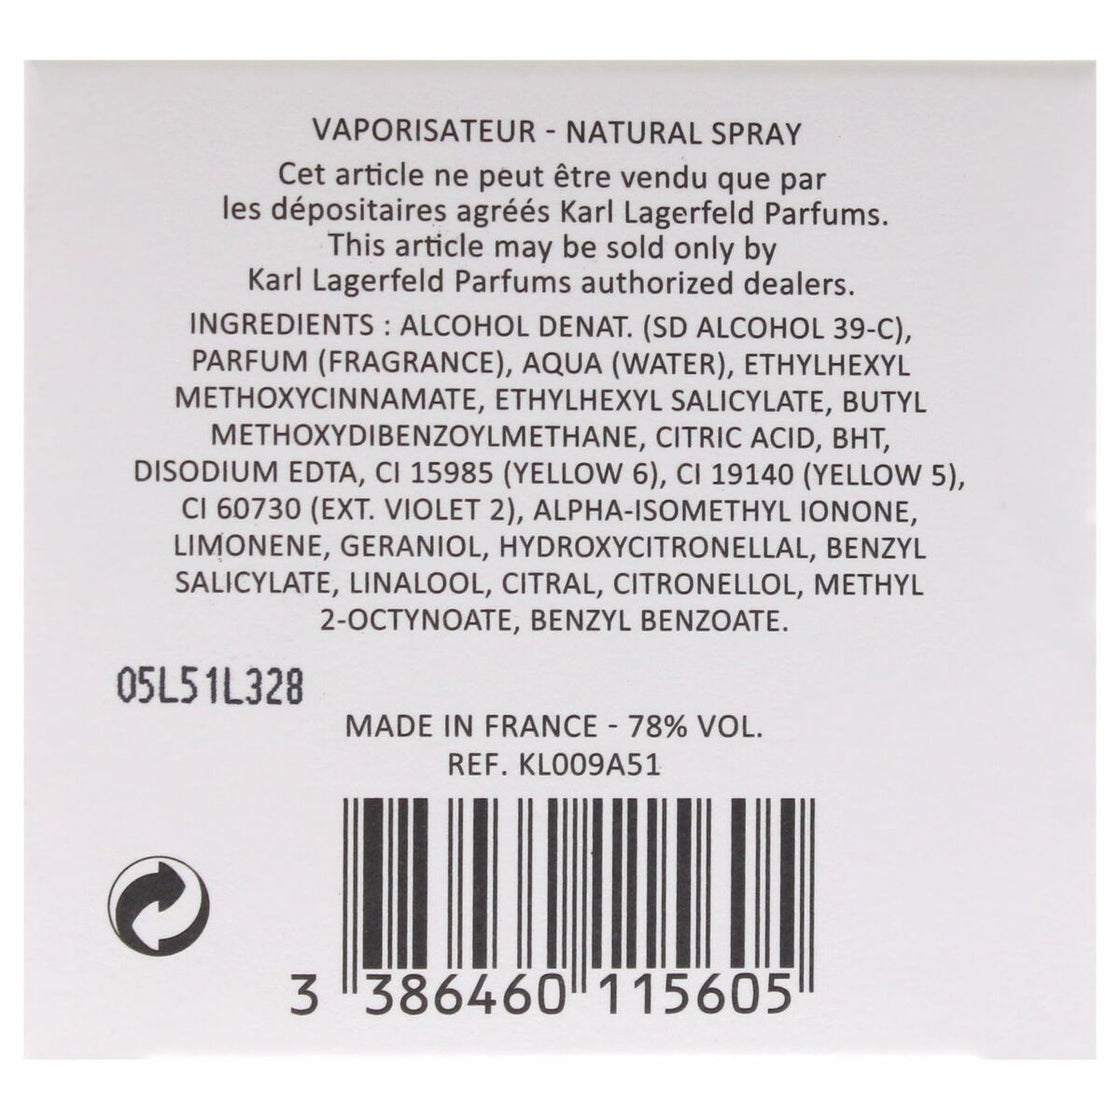 VAPORISATEUR - NATURAL SPRAY
Cet article ne peut être vendu que par
les dépositaires agréés Karl Lagerfeld Parfums.
This article may be sold only by
Karl Lagerfeld Parfums authorized dealers.
INGREDIENTS : ALCOHOL DENAT. (SD ALCOHOL 39-C),
PARFUM (FRAGRANCE), AQUA (WATER), ETHYLHEXYL
METHOXYCINNAMATE, ETHYLHEXYL SALICYLATE, BUTYL
METHOXYDIBENZOYLMETHANE, CITRIC ACID, BHT,
DISODIUM EDTA, CI 15985 (YELLOW 6), CI 19140 (YELLOW 5),
CI 60730 (EXT. VIOLET 2), ALPHA-ISOMETHYL IONONE,
LIMONENE, GERANIOL, HYDROXYCITRONELLAL, BENZYL
SALICYLATE, LINALOOL, CITRAL, CITRONELLOL, METHYL
2-OCTYNOATE, BENZYL BENZOATE.
05L51L328
MADE IN FRANCE - 78% VOL.
REF. KL009A51
3 386460 115605